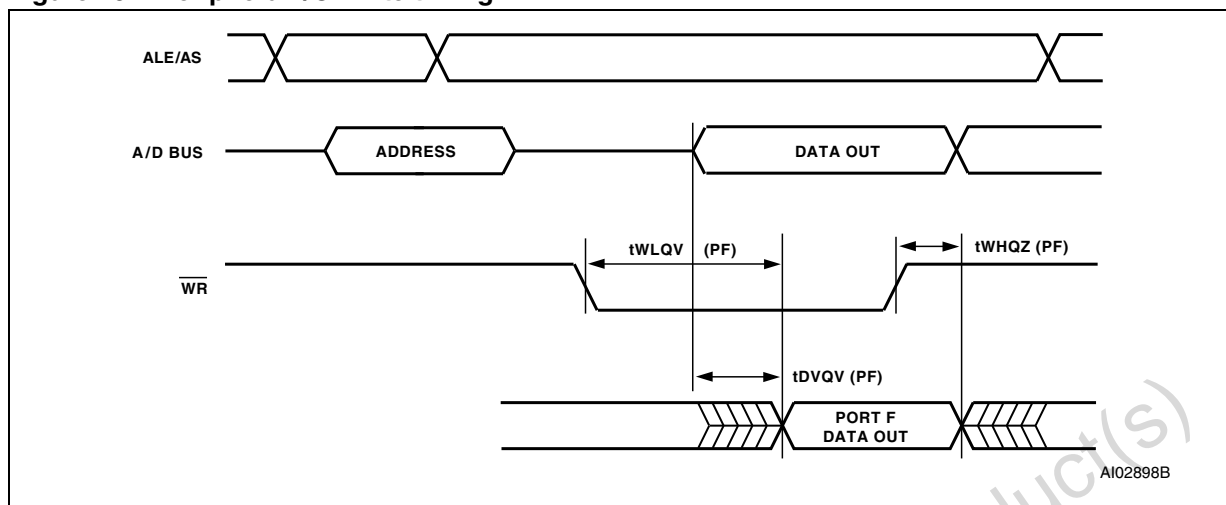 ALE/AS
A/D BUS
ADDRESS
DATA OUT
tWLQV (PF)
tWHQZ (PF)
WR
tDVQV (PF)
PORT F
DATA OUT
AI02898B